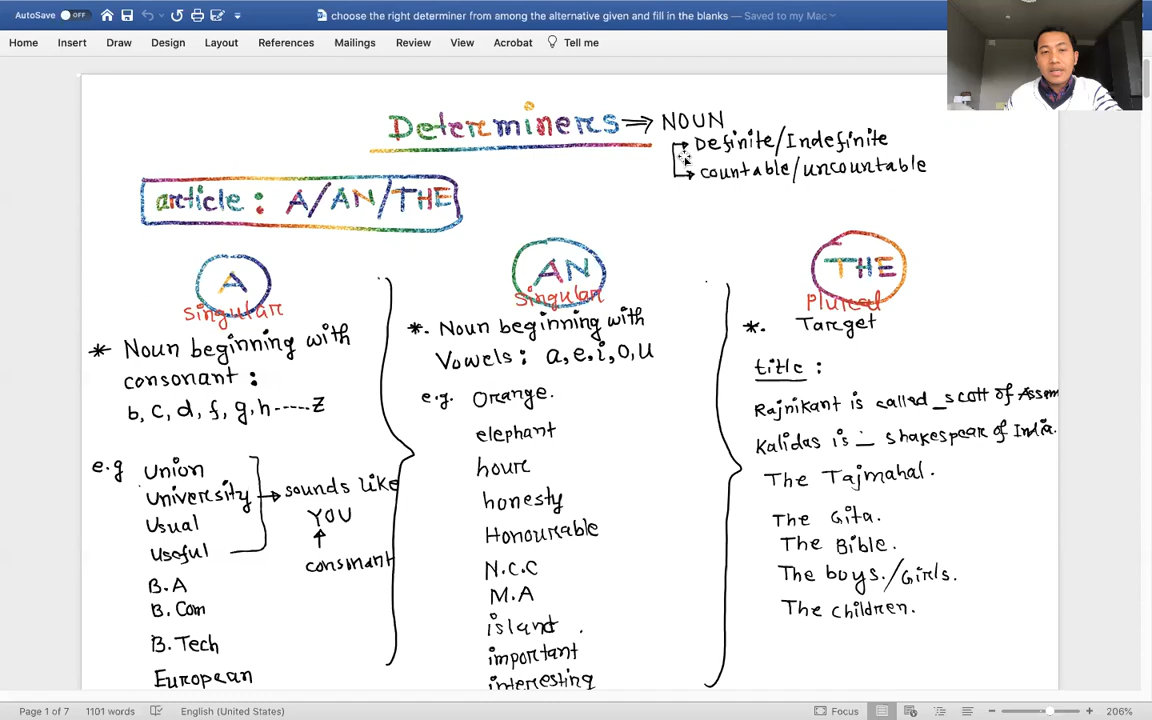 AutoSave OFF choose the right determiner from among the alternative given and fill in the blanks — Saved to my Mac
Home Insert Draw Design Layout References Mailings Review View Acrobat Tell me
Determiners ⇒ NOUN
Definite/Indefinite
countable/uncountable
article: A/AN/THE
A
singular
* Noun beginning with
consonant :
b, c, d, f, g, h-----z
e.g Union
University
Usual
Useful
→ sounds like
YOU
↑
consonant
B.A
B. Com
B. Tech
European
AN
singular
*. Noun beginning with
Vowels: a, e, i, o, u
e.g. Orange.
elephant
hour
honesty
Honourable
N.C.C
M.A
island
important
interesting
THE
Plural
*. Target
title :
Rajnikant is called _ scott of Assam
Kalidas is _ shakespear of India.
The Tajmahal.
The Gita.
The Bible.
The boys./Girls.
The children.
Page 1 of 7 1101 words English (United States) Focus 206%